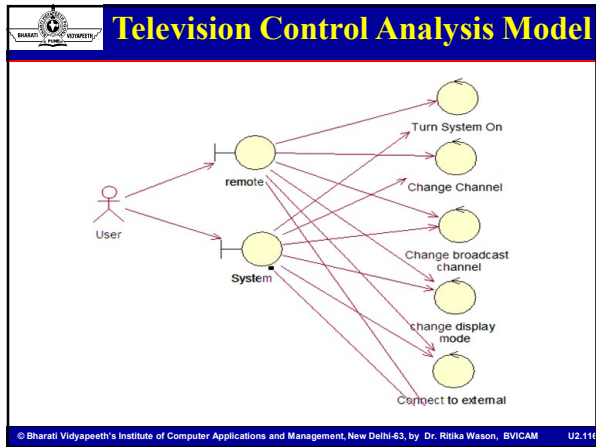 BHARATI
VIDYAPEETH
PUNE
Television Control Analysis Model
Turn System On
remote
Change Channel
User
System
Change broadcast
channel
change display
mode
Connect to external
© Bharati Vidyapeeth's Institute of Computer Applications and Management, New Delhi-63, by Dr. Ritika Wason, BVICAM U2.116